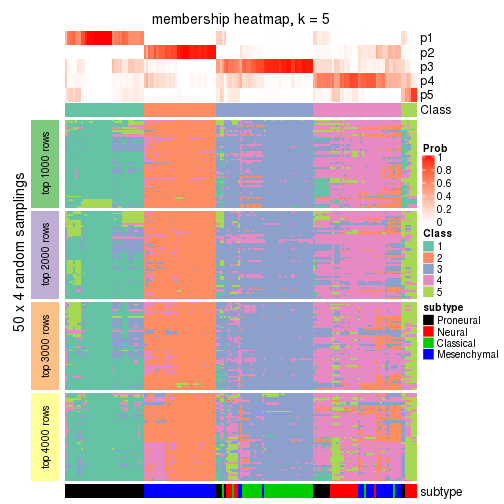 membership heatmap, k = 5
p1
p2
p3
p4
p5
Class
50 x 4 random samplings
top 1000 rows
top 2000 rows
top 3000 rows
top 4000 rows
Prob
1
0.8
0.6
0.4
0.2
0
Class
1
2
3
4
5
subtype
Proneural
Neural
Classical
Mesenchymal
subtype